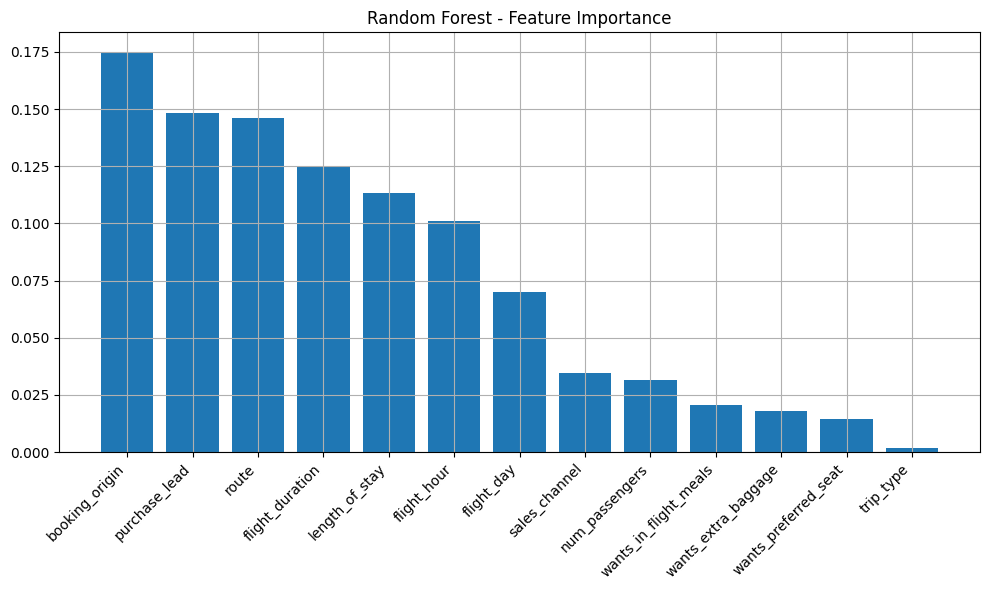 Random Forest - Feature Importance
0.175
0.150
0.125
0.100
0.075
0.050
0.025
0.000
booking_origin
purchase_lead
route
flight_duration
length_of_stay
flight_hour
flight_day
sales_channel
num_passengers
wants_in_flight_meals
wants_extra_baggage
wants_preferred_seat
trip_type